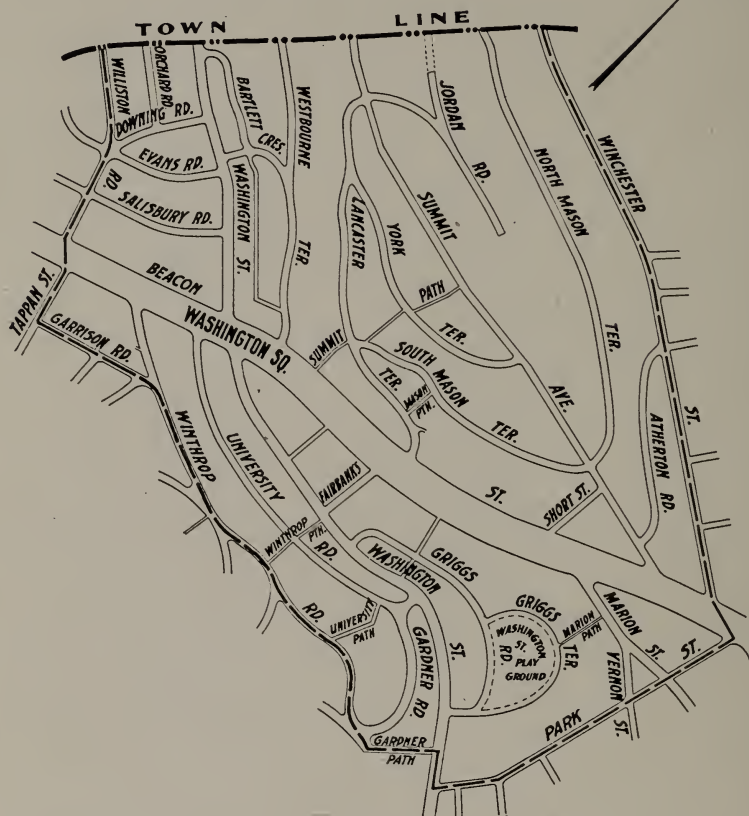 TOWN LINE
WILLISTON
RD.
ORCHARD RD.
DOWNING RD.
BARTLETT
CRES.
WESTBOURNE
TER.
JORDAN
RD.
NORTH MASON
TER.
WINCHESTER
ST.
EVANS RD.
SALISBURY RD.
WASHINGTON
ST.
LANCASTER
TER.
YORK
TER.
SUMMIT
AVE.
SUMMIT
PATH
BEACON
ST.
WASHINGTON SQ.
TAPPAN ST.
GARRISON RD.
SOUTH MASON
TER.
MASON
PTH.
ATHERTON RD.
WINTHROP
RD.
UNIVERSITY
RD.
FAIRBANKS
SHORT ST.
WINTHROP
PTH.
WASHINGTON
ST.
GRIGGS
RD.
GRIGGS
TER.
MARION
PATH
MARION
ST.
WASHINGTON
ST.
PLAY
GROUND
UNIVERSITY
PATH
GARDNER RD.
VERNON
ST.
PARK
ST.
GARDNER
PATH